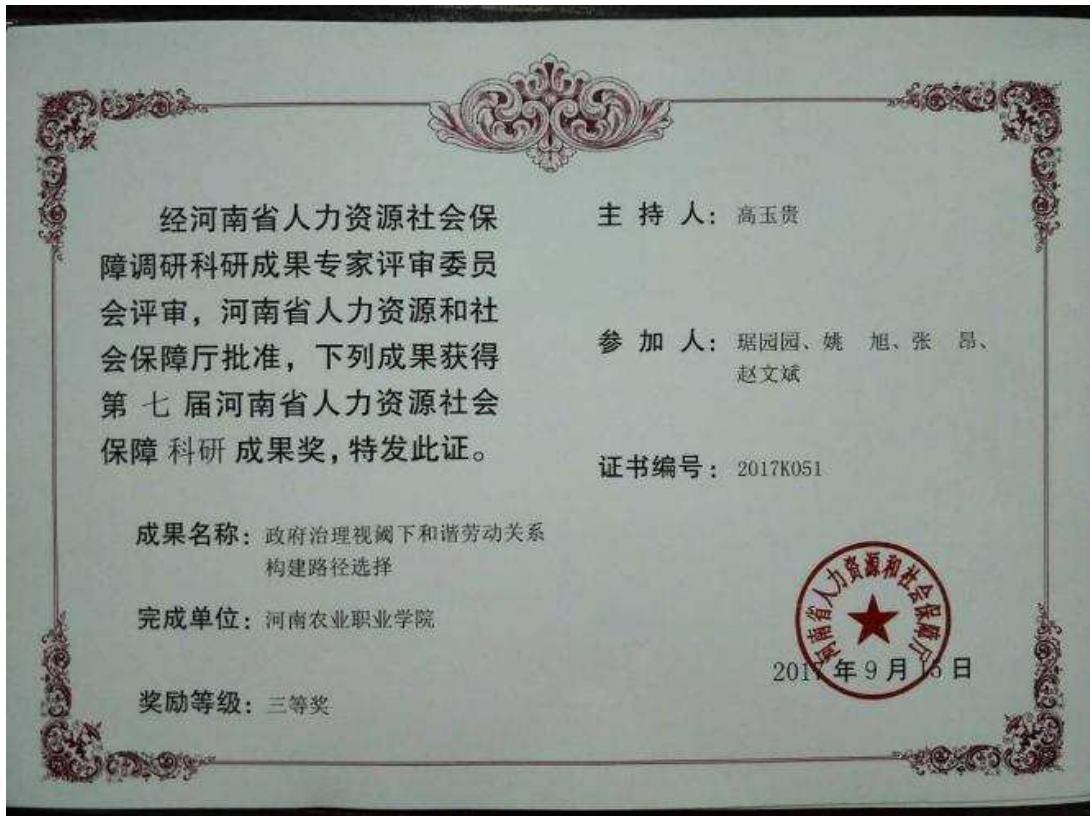 经河南省人力资源社会保
障调研科研成果专家评审委员
会评审，河南省人力资源和社
会保障厅批准，下列成果获得
第 七 届河南省人力资源社会
保障 科研 成果奖，特发此证。
成果名称：政府治理视阈下和谐劳动关系
构建路径选择
完成单位：河南农业职业学院
奖励等级：三等奖
主 持 人：高玉贵
参 加 人：琚园园、姚　旭、张　昂、
赵文斌
证书编号：2017K051
河南省人力资源和社会保障厅
2017 年 9 月 日